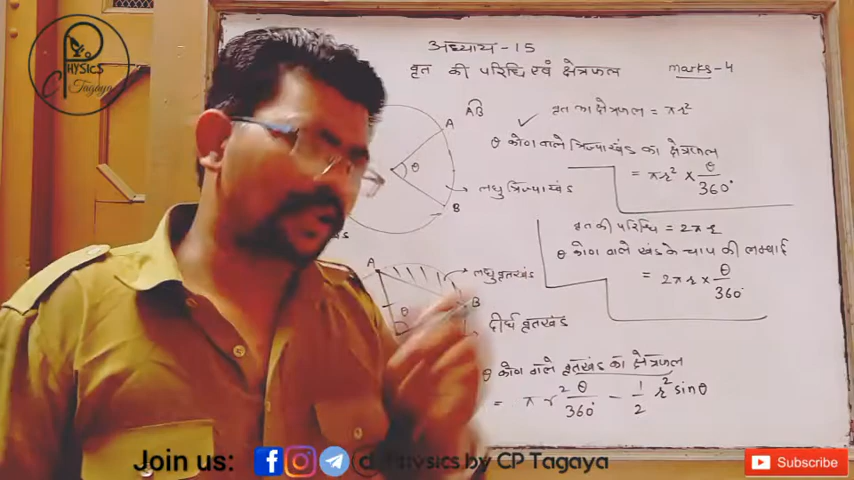 PHYSICS
CP Tagaya
अध्याय - 15
वृत की परिधि एवं क्षेत्रफल marks - 4
A͡B
वृत का क्षेत्रफल = πr²
A
θ कोण वाले त्रिज्याखंड का क्षेत्रफल
θ
= πr² × θ/360°
लघु त्रिज्याखंड
B
वृत की परिधि = 2πr
θ कोण वाले खंड के चाप की लम्बाई
A
लघु वृतखंड
= 2πr × θ/360°
B
θ
दीर्घ वृतखंड
θ कोण वाले वृतखंड का क्षेत्रफल
= πr² θ/360° - 1/2 r² sinθ
Join us:
Physics by CP Tagaya
Subscribe